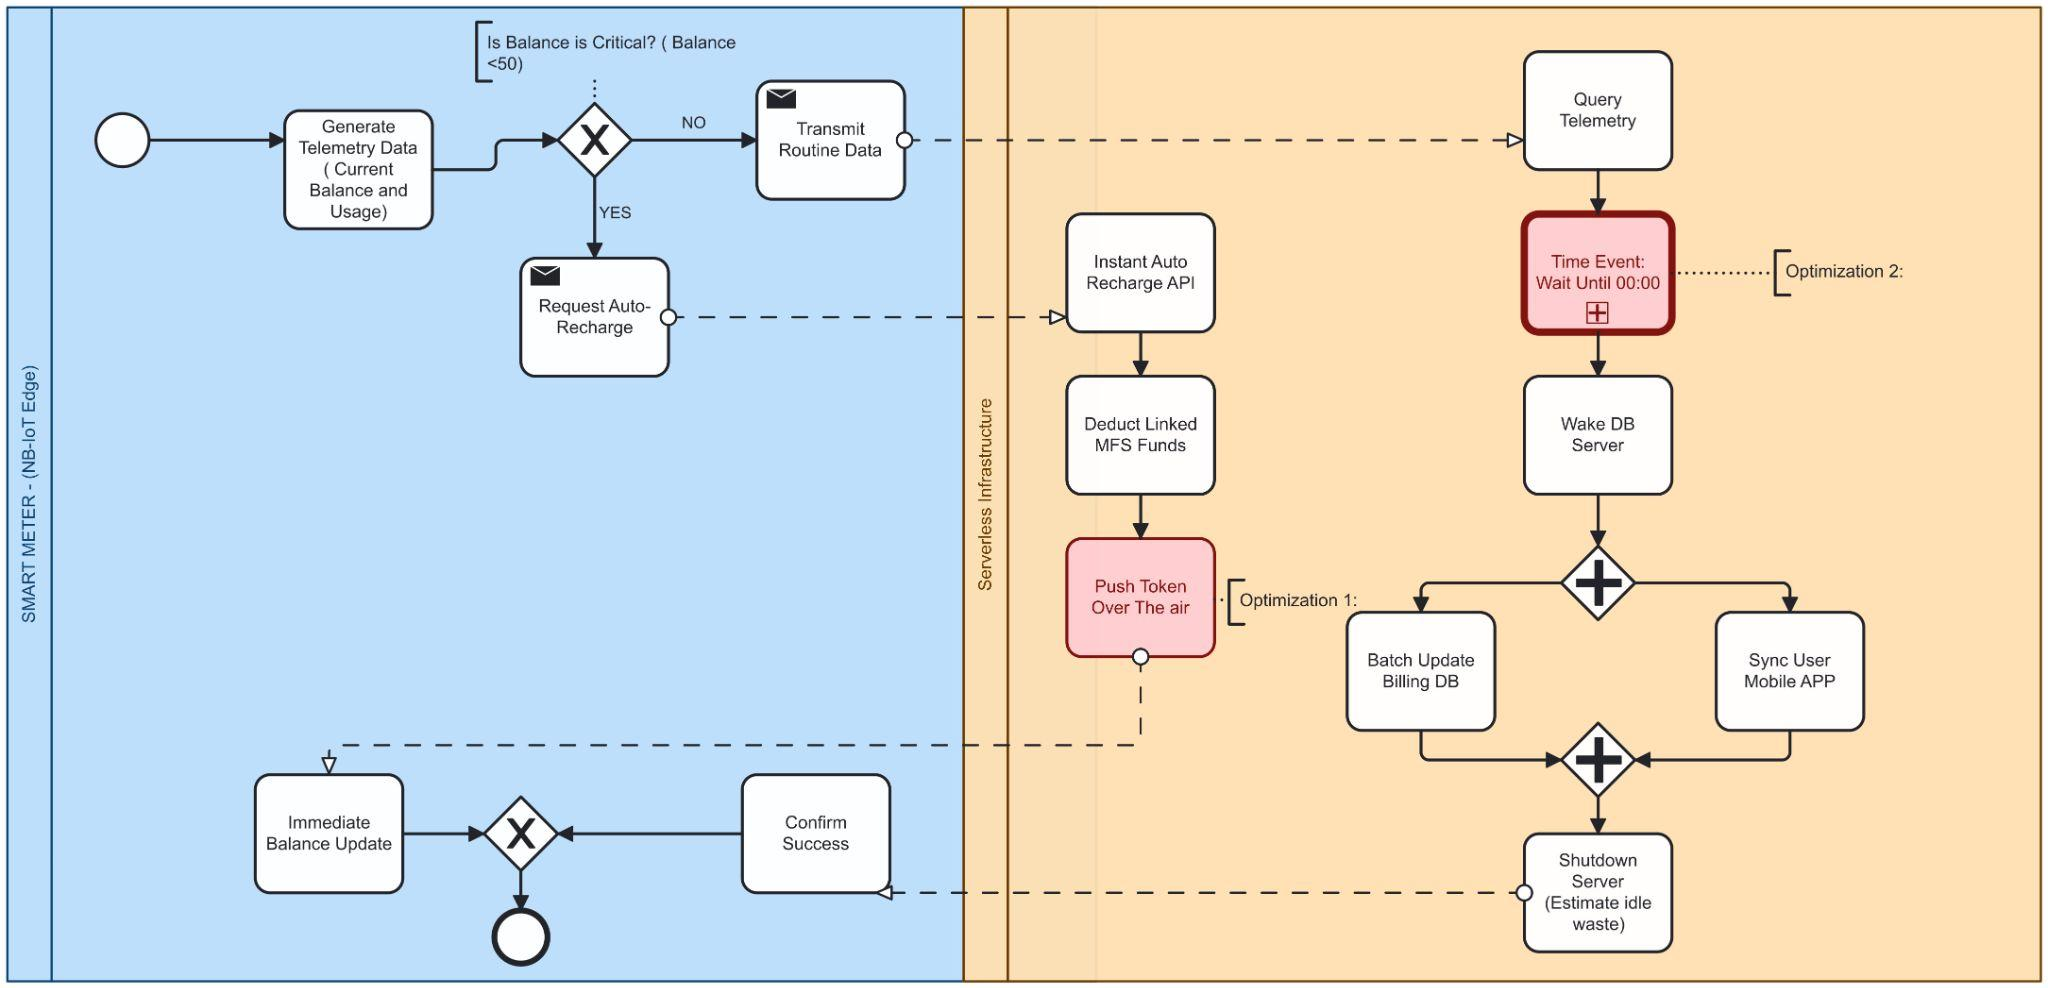 SMART METER - (NB-IoT Edge)
Is Balance is Critical? ( Balance
<50)
Generate
Telemetry Data
( Current
Balance and
Usage)
NO
YES
Transmit
Routine Data
Request Auto-
Recharge
Immediate
Balance Update
Confirm
Success
Serverless Infrastructure
Instant Auto
Recharge API
Deduct Linked
MFS Funds
Push Token
Over The air
Optimization 1:
Query
Telemetry
Time Event:
Wait Until 00:00
Optimization 2:
Wake DB
Server
Batch Update
Billing DB
Sync User
Mobile APP
Shutdown
Server
(Estimate idle
waste)